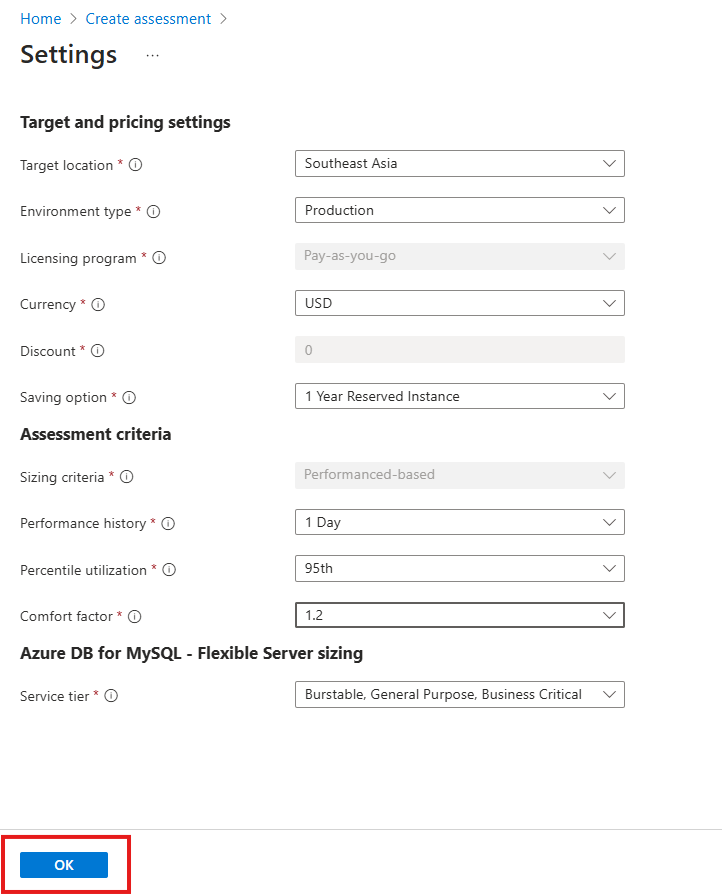 Home > Create assessment >
Settings ...
Target and pricing settings
Target location * Southeast Asia
Environment type * Production
Licensing program * Pay-as-you-go
Currency * USD
Discount * 0
Saving option * 1 Year Reserved Instance
Assessment criteria
Sizing criteria * Performanced-based
Performance history * 1 Day
Percentile utilization * 95th
Comfort factor * 1.2
Azure DB for MySQL - Flexible Server sizing
Service tier * Burstable, General Purpose, Business Critical
OK